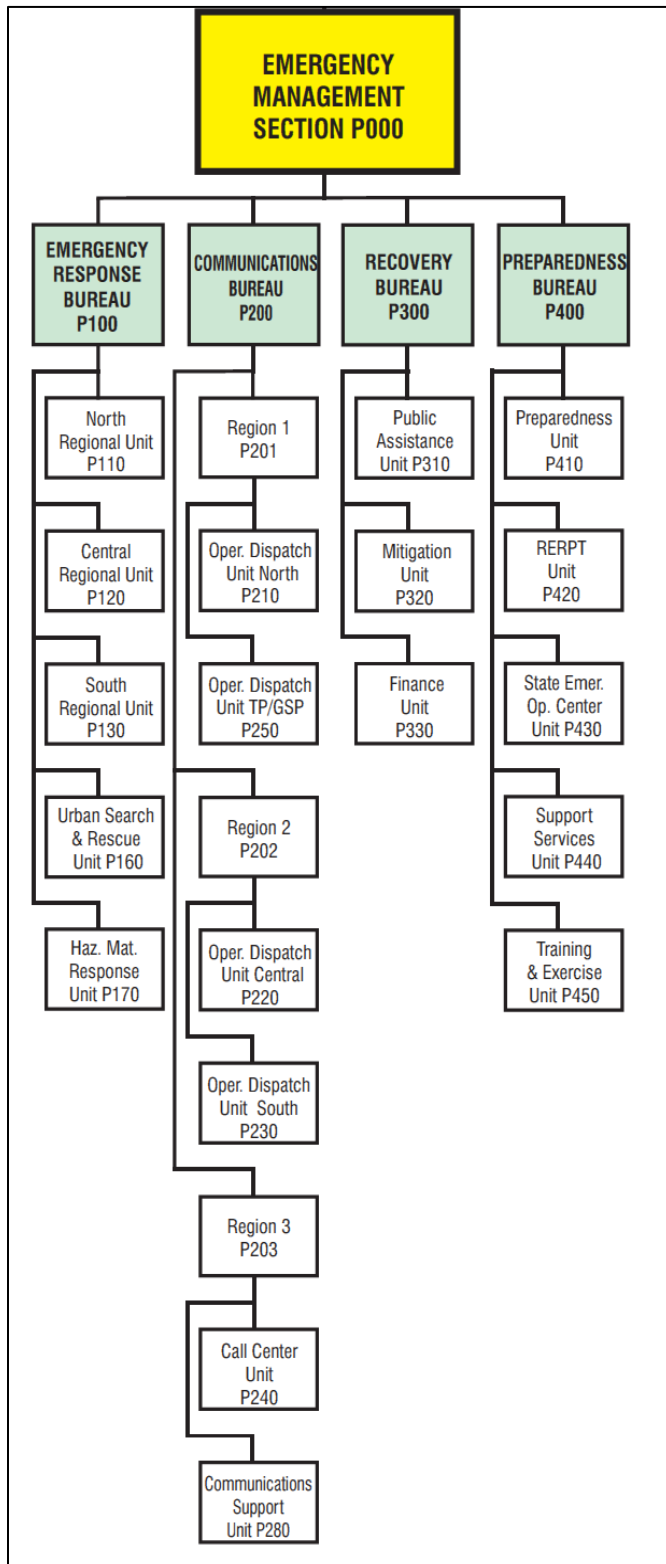 EMERGENCY
MANAGEMENT
SECTION P000
EMERGENCY
RESPONSE
BUREAU
P100
North
Regional Unit
P110
Central
Regional Unit
P120
South
Regional Unit
P130
Urban Search
& Rescue
Unit P160
Haz. Mat.
Response
Unit P170
COMMUNICATIONS
BUREAU
P200
Region 1
P201
Oper. Dispatch
Unit North
P210
Oper. Dispatch
Unit TP/GSP
P250
Region 2
P202
Oper. Dispatch
Unit Central
P220
Oper. Dispatch
Unit South
P230
Region 3
P203
Call Center
Unit
P240
Communications
Support
Unit P280
RECOVERY
BUREAU
P300
Public
Assistance
Unit P310
Mitigation
Unit
P320
Finance
Unit
P330
PREPAREDNESS
BUREAU
P400
Preparedness
Unit
P410
RERPT
Unit
P420
State Emer.
Op. Center
Unit P430
Support
Services
Unit P440
Training
& Exercise
Unit P450